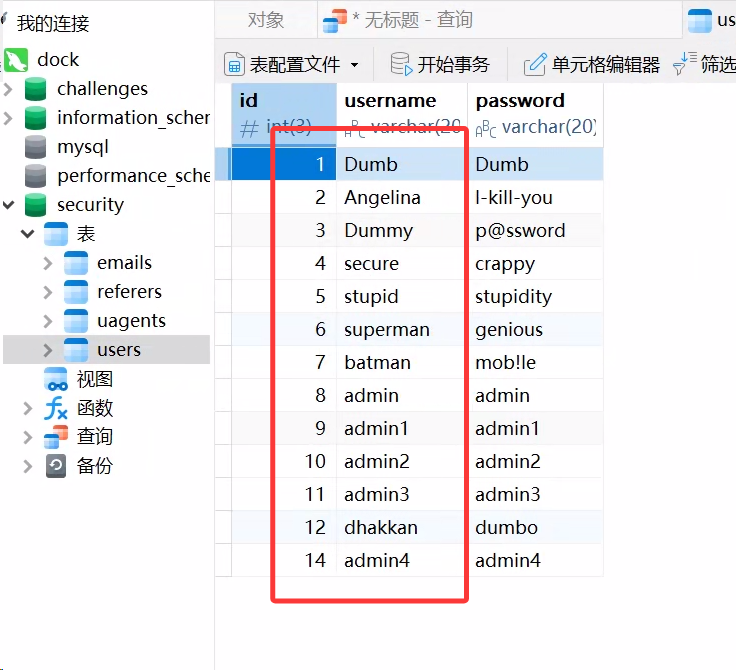 我的连接
dock
challenges
information_scher
mysql
performance_sche
security
表
emails
referers
uagents
users
视图
函数
查询
备份
对象
* 无标题 - 查询
us
表配置文件
开始事务
单元格编辑器
筛选
id username password
# int(3) varchar(20 varchar(20)
1 Dumb Dumb
2 Angelina I-kill-you
3 Dummy p@ssword
4 secure crappy
5 stupid stupidity
6 superman genious
7 batman mob!le
8 admin admin
9 admin1 admin1
10 admin2 admin2
11 admin3 admin3
12 dhakkan dumbo
14 admin4 admin4